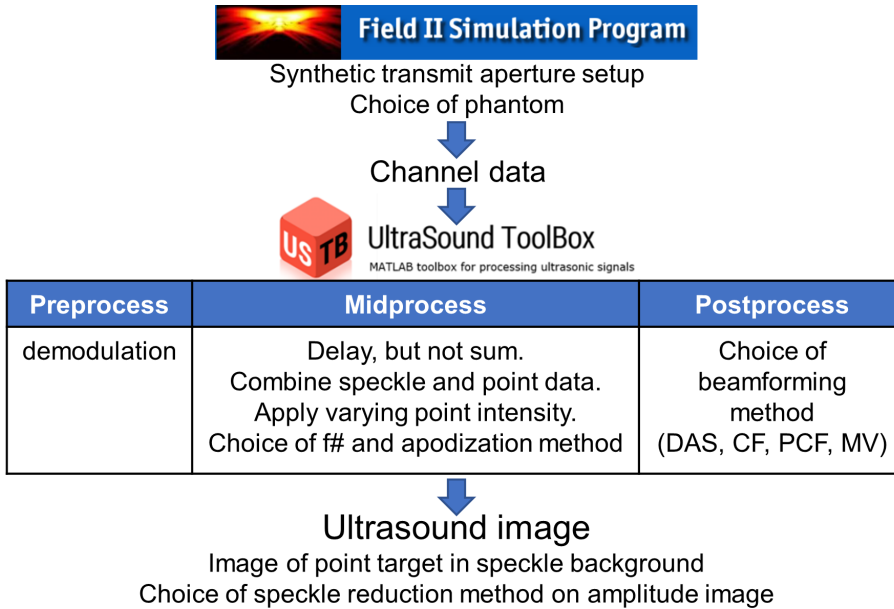 Field II Simulation Program
Synthetic transmit aperture setup
Choice of phantom
Channel data
US TB
UltraSound ToolBox
MATLAB toolbox for processing ultrasonic signals
Preprocess
Midprocess
Postprocess
demodulation
Delay, but not sum.
Combine speckle and point data.
Apply varying point intensity.
Choice of f# and apodization method
Choice of
beamforming
method
(DAS, CF, PCF, MV)
Ultrasound image
Image of point target in speckle background
Choice of speckle reduction method on amplitude image